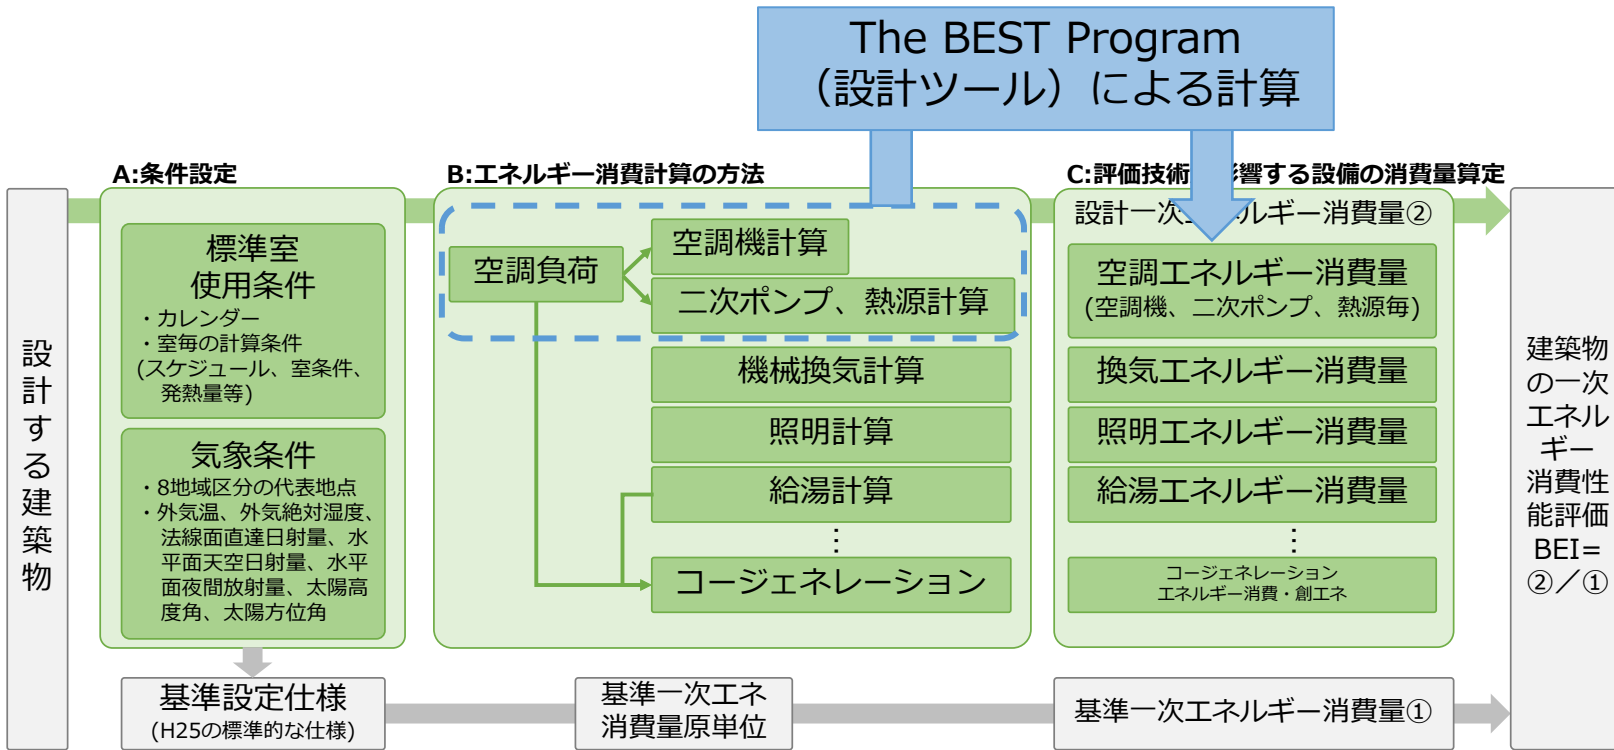 The BEST Program
（設計ツール）による計算
設計する建築物
A:条件設定
標準室
使用条件
・カレンダー
・室毎の計算条件
(スケジュール、室条件、
発熱量等)
気象条件
・8地域区分の代表地点
・外気温、外気絶対湿度、
法線面直達日射量、水
平面天空日射量、水平
面夜間放射量、太陽高
度角、太陽方位角
B:エネルギー消費計算の方法
空調負荷
空調機計算
二次ポンプ、熱源計算
機械換気計算
照明計算
給湯計算
⋮
コージェネレーション
C:評価技術 影響する設備の消費量算定
設計一次エネルギー消費量②
空調エネルギー消費量
(空調機、二次ポンプ、熱源毎)
換気エネルギー消費量
照明エネルギー消費量
給湯エネルギー消費量
⋮
コージェネレーション
エネルギー消費・創エネ
基準設定仕様
(H25の標準的な仕様)
基準一次エネ
消費量原単位
基準一次エネルギー消費量①
建築物
の一次
エネル
ギー
消費性
能評価
BEI=
②／①